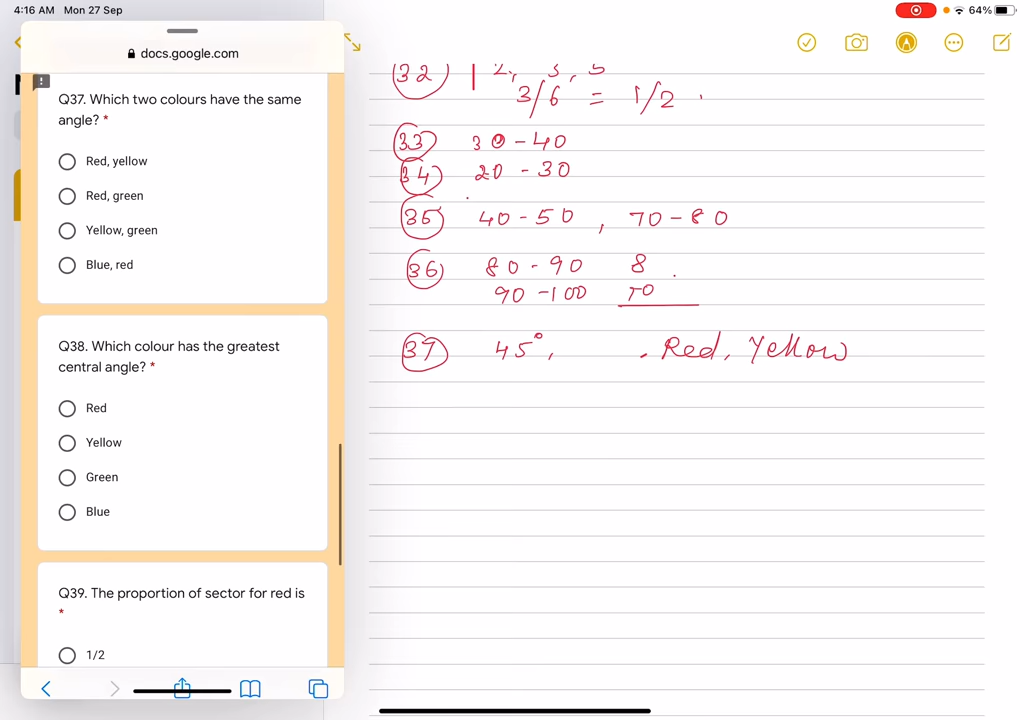 4:16 AM Mon 27 Sep
64%
docs.google.com
Q37. Which two colours have the same
angle? *
Red, yellow
Red, green
Yellow, green
Blue, red
Q38. Which colour has the greatest
central angle? *
Red
Yellow
Green
Blue
Q39. The proportion of sector for red is
*
1/2
32)
3/6 = 1/2
33) 30-40
34) 20-30
35) 40-50, 70-80
36) 80-90 8
90-100 10
37) 45°, Red, Yellow